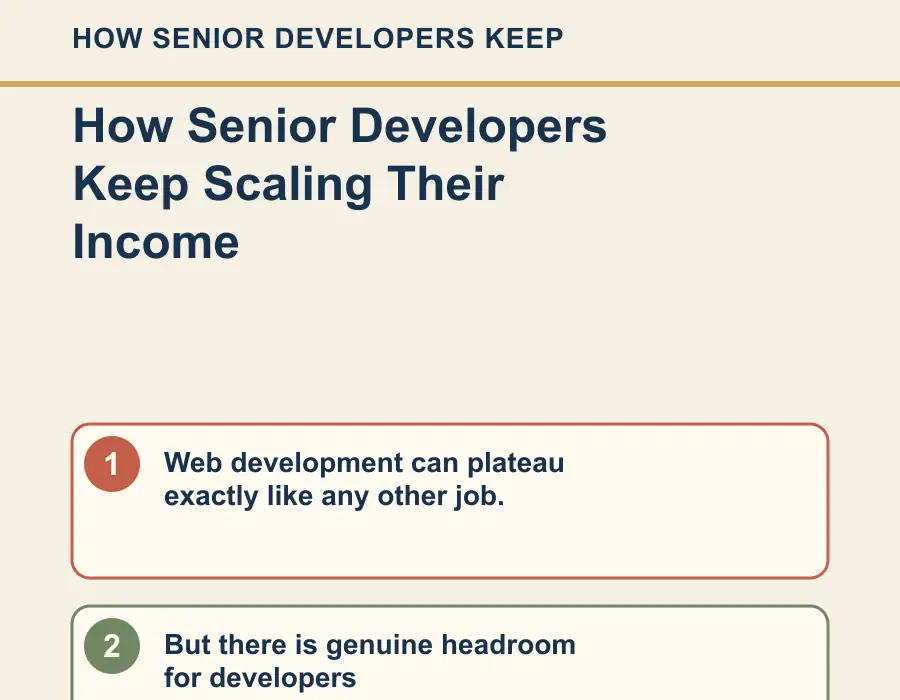 HOW SENIOR DEVELOPERS KEEP
How Senior Developers
Keep Scaling Their
Income
1
Web development can plateau
exactly like any other job.
2
But there is genuine headroom
for developers